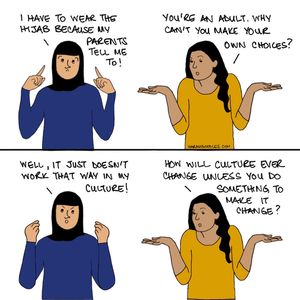 I HAVE TO WEAR THE
HIJAB BECAUSE MY
PARENTS
TELL ME
TO!
YOU'RE AN ADULT. WHY
CAN'T YOU MAKE YOUR
OWN CHOICES?
WELL, IT JUST DOESN'T
WORK THAT WAY IN MY
CULTURE!
HOW WILL CULTURE EVER
CHANGE UNLESS YOU DO
SOMETHING TO
MAKE IT
CHANGE?